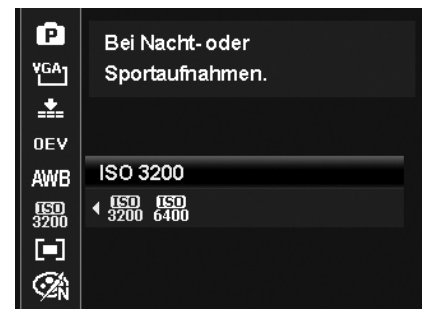 P
Bei Nacht- oder
VGA
Sportaufnahmen.
0EV
AWB
ISO 3200
ISO 3200
ISO 3200 ISO 6400
N